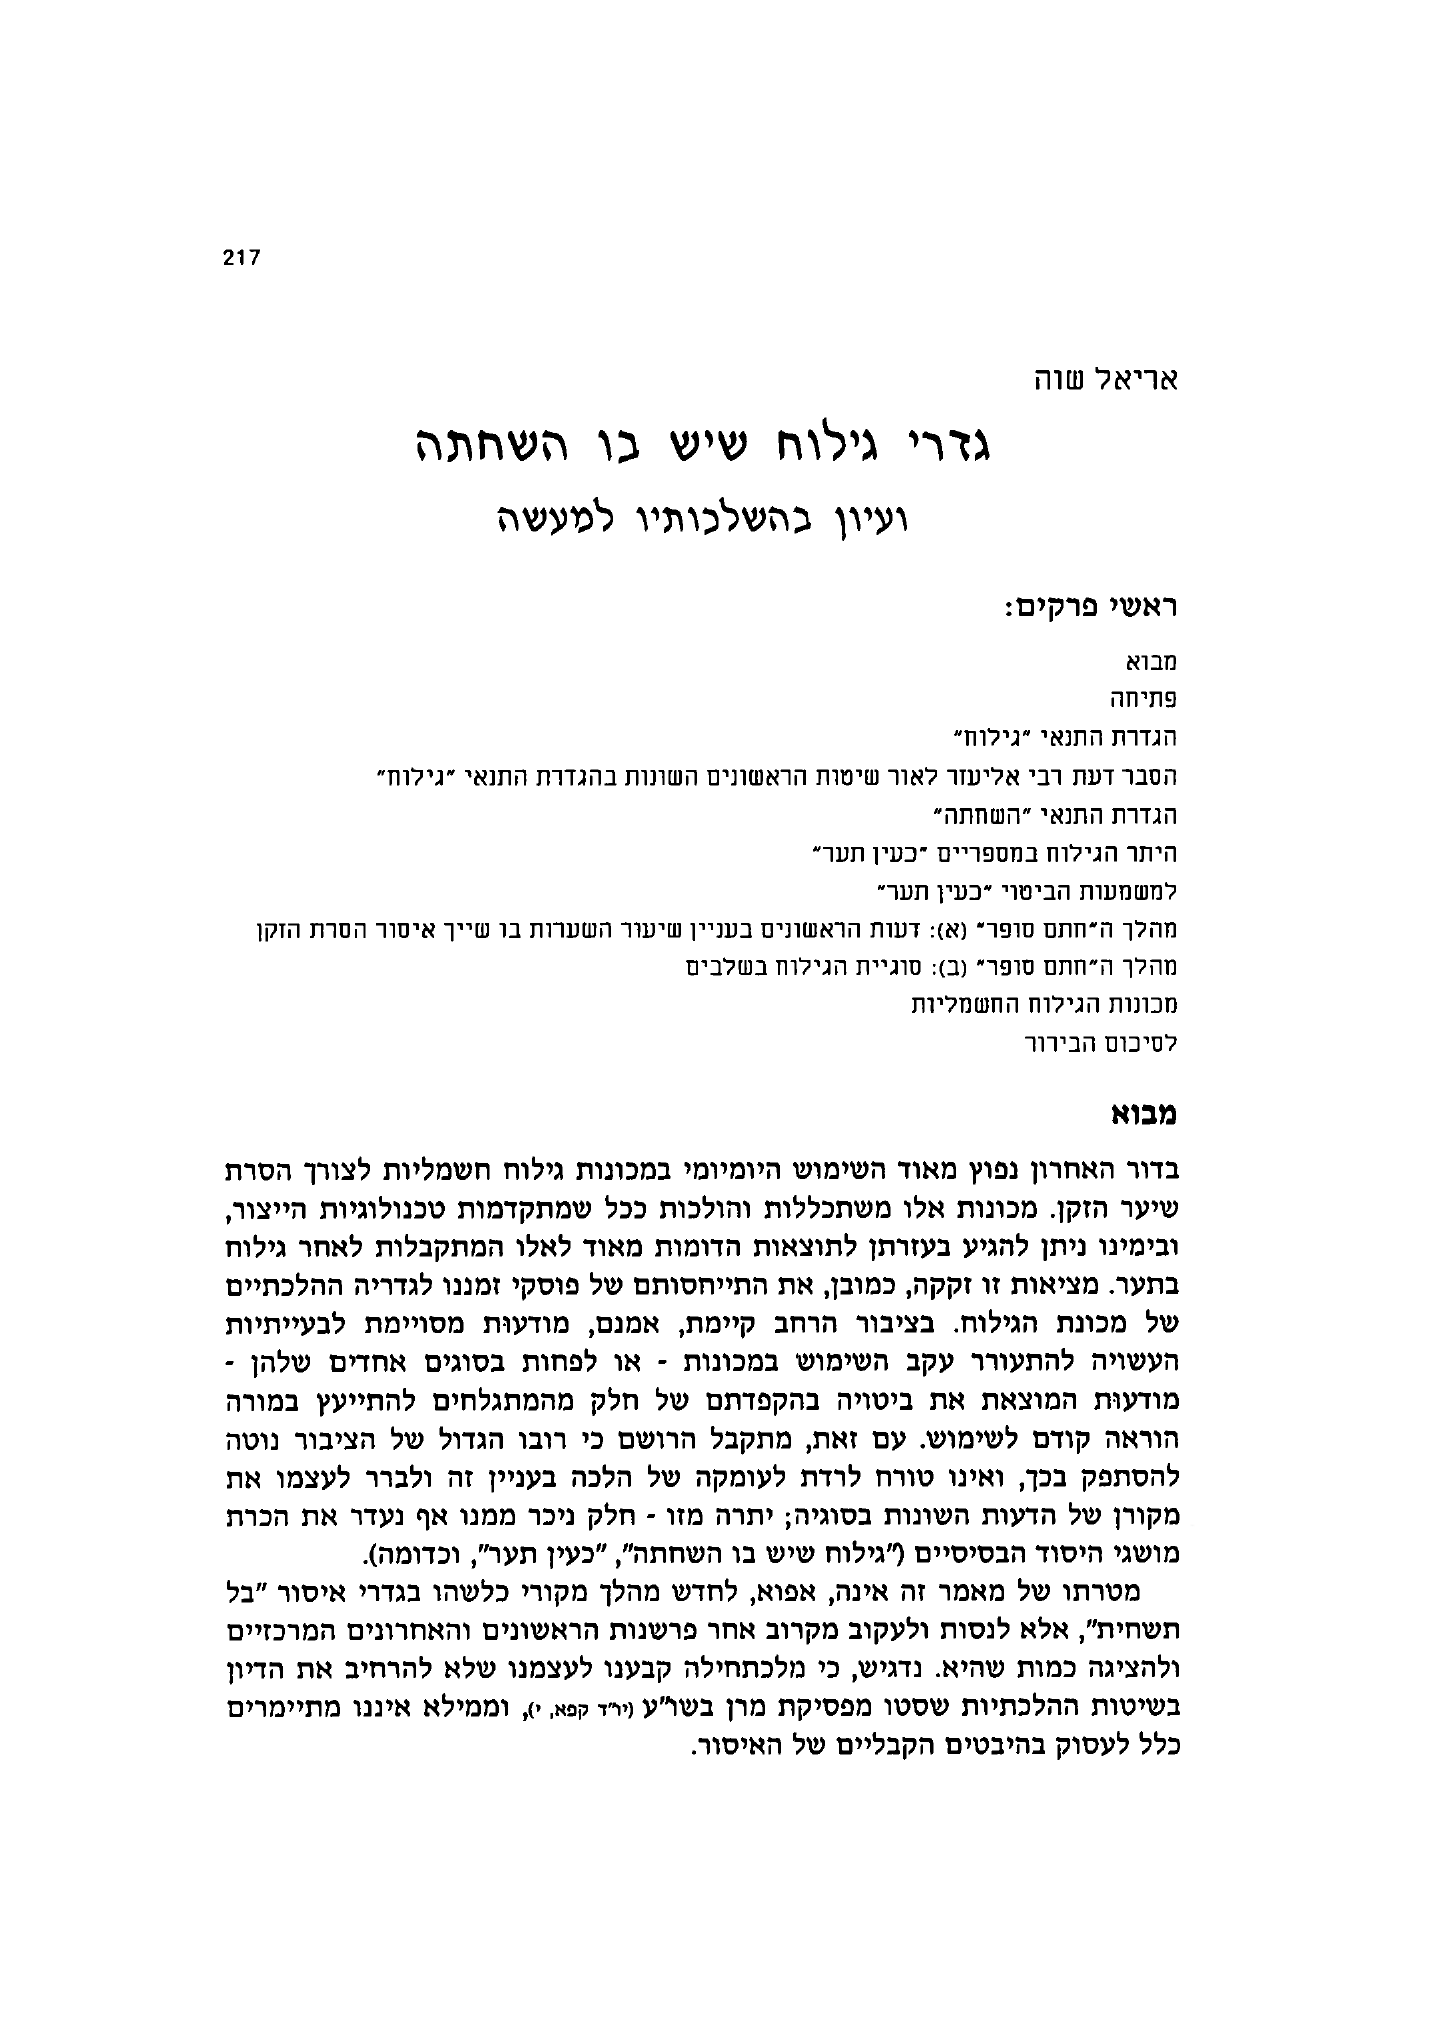 217
אריאל שוה
גדרי גילוח שיש בו השחתה
ועיון בהשלכותיו למעשה
ראשי פרקים:
מבוא
פתיחה
הגדרת התנאי "גילוח"
הסבר דעת רבי אליעזר לאור שיטות הראשונים השונות בהגדרת התנאי "גילוח"
הגדרת התנאי "השחתה"
היתר הגילוח במספריים "כעין תער"
למשמעות הביטוי "כעין תער"
מהלך ה"חתם סופר" (א): דעות הראשונים בעניין שיעור השערות בו שייך איסור הסרת הזקן
מהלך ה"חתם סופר" (ב): סוגיית הגילוח בשלבים
מכונות הגילוח החשמליות
לסיכום הבירור
מבוא
בדור האחרון נפוץ מאוד השימוש היומיומי במכונות גילוח חשמליות לצורך הסרת
שיער הזקן. מכונות אלו משתכללות והולכות ככל שמתקדמות טכנולוגיות הייצור,
ובימינו ניתן להגיע בעזרתן לתוצאות הדומות מאוד לאלו המתקבלות לאחר גילוח
בתער. מציאות זו זקקה, כמובן, את התייחסותם של פוסקי זמננו לגדריה ההלכתיים
של מכונת הגילוח. בציבור הרחב קיימת, אמנם, מודעות מסויימת לבעייתיות
העשויה להתעורר עקב השימוש במכונות - או לפחות בסוגים אחדים שלהן -
מודעות המוצאת את ביטויה בהקפדתם של חלק מהמתגלחים להתייעץ במורה
הוראה קודם לשימוש. עם זאת, מתקבל הרושם כי רובו הגדול של הציבור נוטה
להסתפק בכך, ואינו טורח לרדת לעומקה של הלכה בעניין זה ולברר לעצמו את
מקורן של הדעות השונות בסוגיה; יתרה מזו - חלק ניכר ממנו אף נעדר את הכרת
מושגי היסוד הבסיסיים ("גילוח שיש בו השחתה", "כעין תער", וכדומה).
מטרתו של מאמר זה אינה, אפוא, לחדש מהלך מקורי כלשהו בגדרי איסור "בל
תשחית", אלא לנסות ולעקוב מקרוב אחר פרשנות הראשונים והאחרונים המרכזיים
ולהציגה כמות שהיא. נדגיש, כי מלכתחילה קבענו לעצמנו שלא להרחיב את הדיון
בשיטות ההלכתיות שסטו מפסיקת מרן בשו"ע (יו"ד קפא, י), וממילא איננו מתיימרים
כלל לעסוק בהיבטים הקבליים של האיסור.